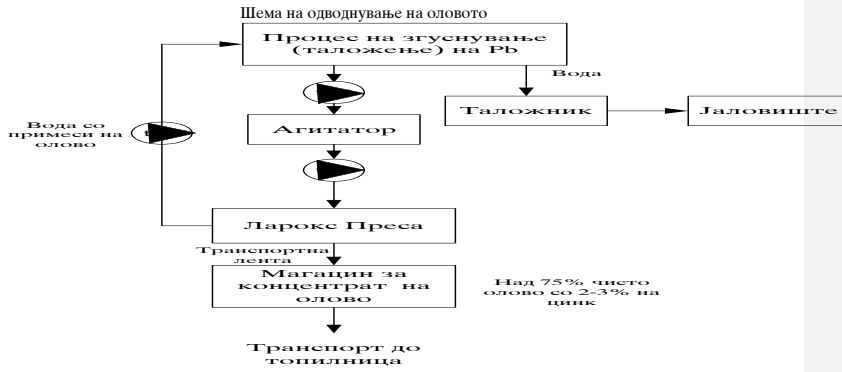 Шема на одводнување на оловото
Процес на згуснување
(таложење) на Pb
Вода
Таложник
Јаловиште
Вода со
примеси на
олово
Агитатор
Ларокс Преса
Транспортна
лента
Магацин за
концентрат на
олово
Над 75% чисто
олово со 2-3% на
цинк
Транспорт до
топилница